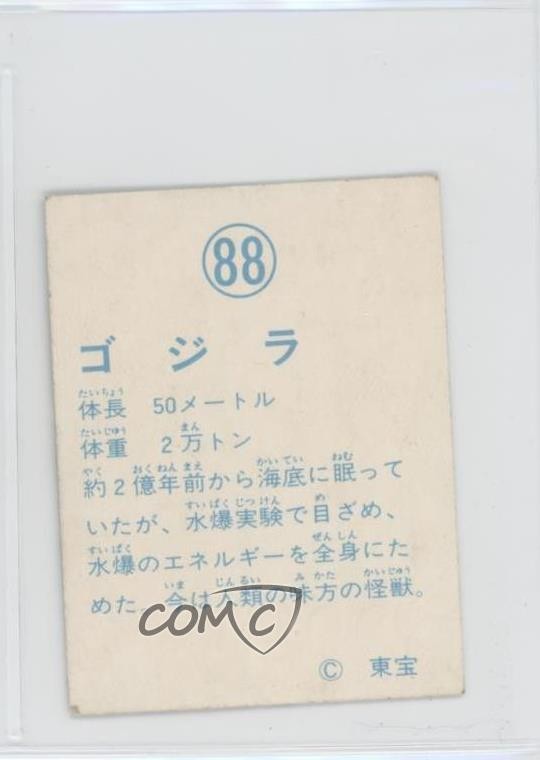 88
ゴジラ
たいちょう
体長 50メートル
たいじゅう まん
体重 2万トン
やく おくねんまえ かいてい ねむ
約2億年前から海底に眠って
すいばくじっけん め
いたが、水爆実験で目ざめ、
すいばく ぜんしん
水爆のエネルギーを全身にた
いま じんるい みかた かいじゅう
めた。今は人類の味方の怪獣。
COMC
© 東宝